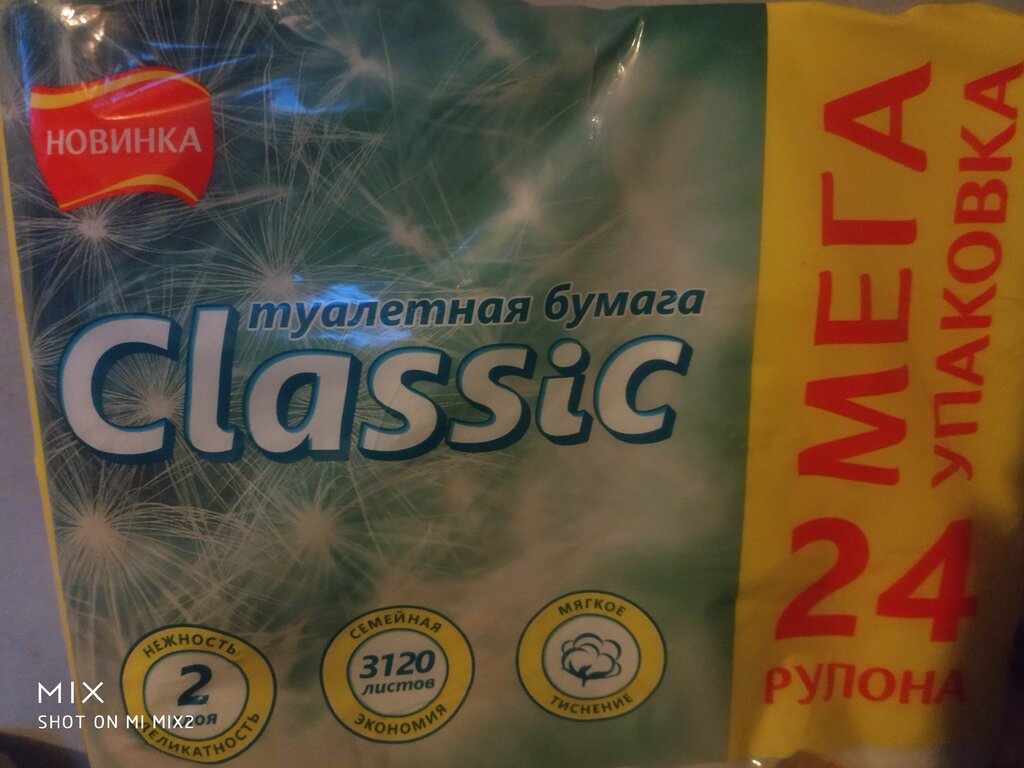 НОВИНКА
туалетная бумага
Classic
МЕГА
УПАКОВКА
24
РУЛОНА
НЕЖНОСТЬ
2
слоя
ДЕЛИКАТНОСТЬ
СЕМЕЙНАЯ
3120
листов
ЭКОНОМИЯ
МЯГКОЕ
ТИСНЕНИЕ
MIX
SHOT ON MI MIX2